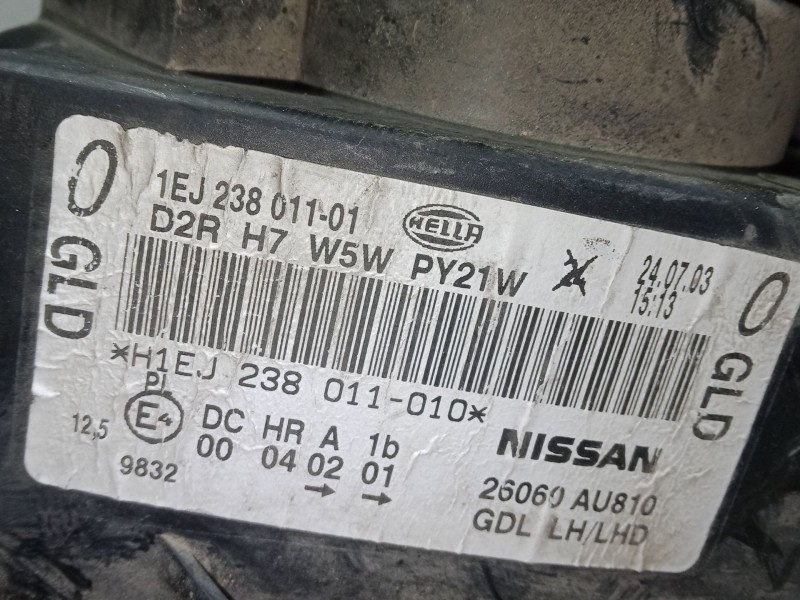 O GLD
1EJ 238 011-01
HELLA
24.07.03
15:13
D2R H7 W5W PY21W
*H1EJ 238 011-010*
PL
12,5
E4
DC HR A 1b
00 04 02 01
→ →
9832
NISSAN
26060 AU810
GDL LH/LHD
O GLD